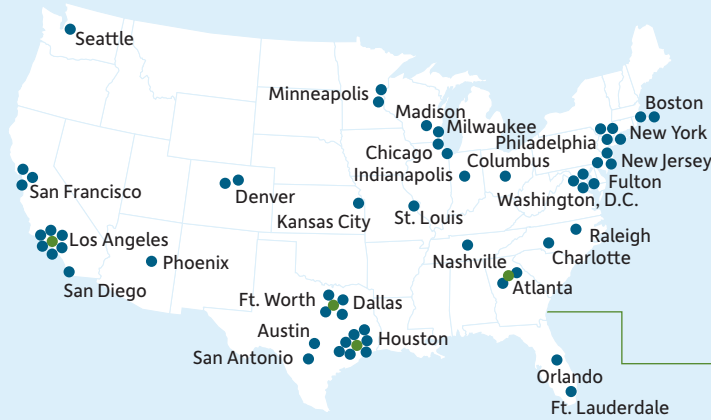 Seattle
Minneapolis
Boston
Madison
Milwaukee
New York
Philadelphia
Chicago
Columbus
New Jersey
Indianapolis
Fulton
San Francisco
Denver
Washington, D.C.
Kansas City
St. Louis
Los Angeles
Raleigh
Phoenix
Nashville
Charlotte
San Diego
Atlanta
Ft. Worth
Dallas
Austin
Houston
San Antonio
Orlando
Ft. Lauderdale